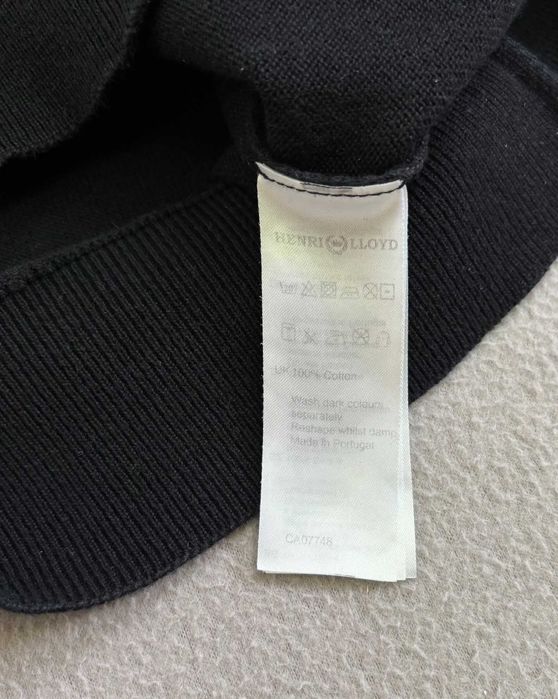 HENRI LLOYD
UK 100% Cotton
Wash dark colours
separately
Reshape whilst damp
Made in Portugal
CA07748